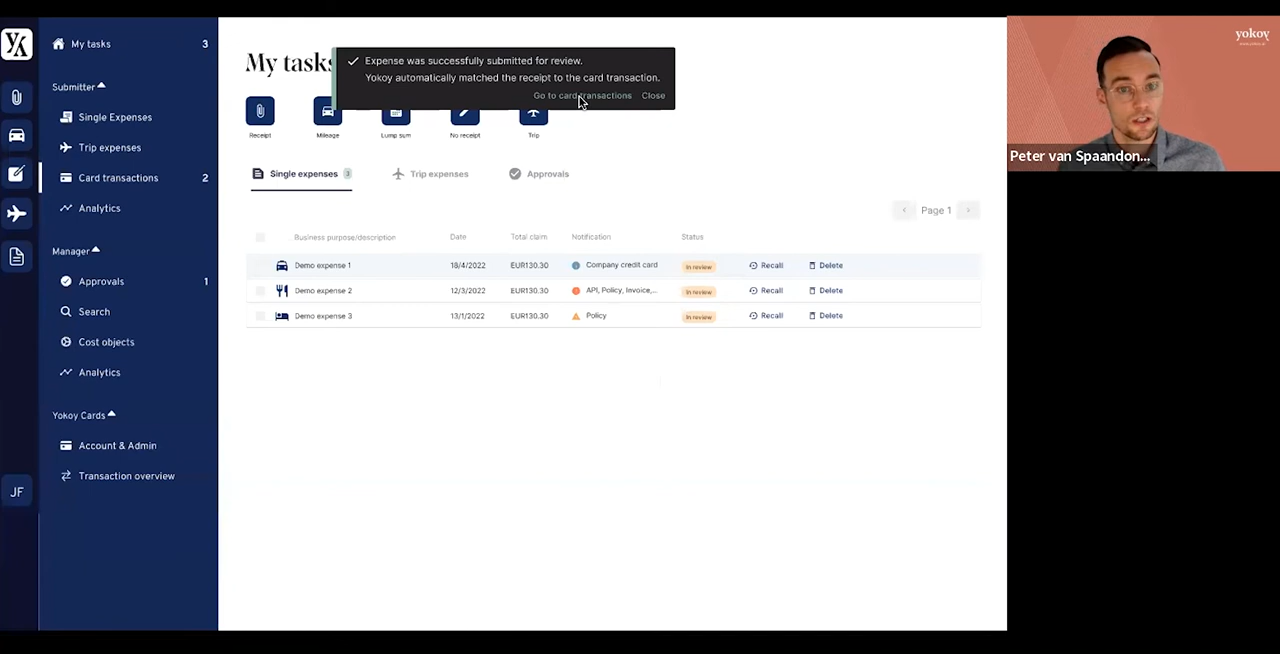 YX
My tasks 3
Submitter
Single Expenses
Trip expenses
Card transactions 2
Analytics
Manager
Approvals 1
Search
Cost objects
Analytics
Yokoy Cards
Account & Admin
Transaction overview
JF
My tasks
Expense was successfully submitted for review.
Yokoy automatically matched the receipt to the card transaction.
Go to card transactions Close
Receipt Mileage Lump sum No receipt Trip
Single expenses 3 Trip expenses Approvals
Page 1
Business purpose/description Date Total claim Notification Status
Demo expense 1 18/4/2022 EUR130.30 Company credit card In review Recall Delete
Demo expense 2 12/3/2022 EUR130.30 API, Policy, Invoice,... In review Recall Delete
Demo expense 3 13/1/2022 EUR130.30 Policy In review Recall Delete
yokoy
Peter van Spaandon...